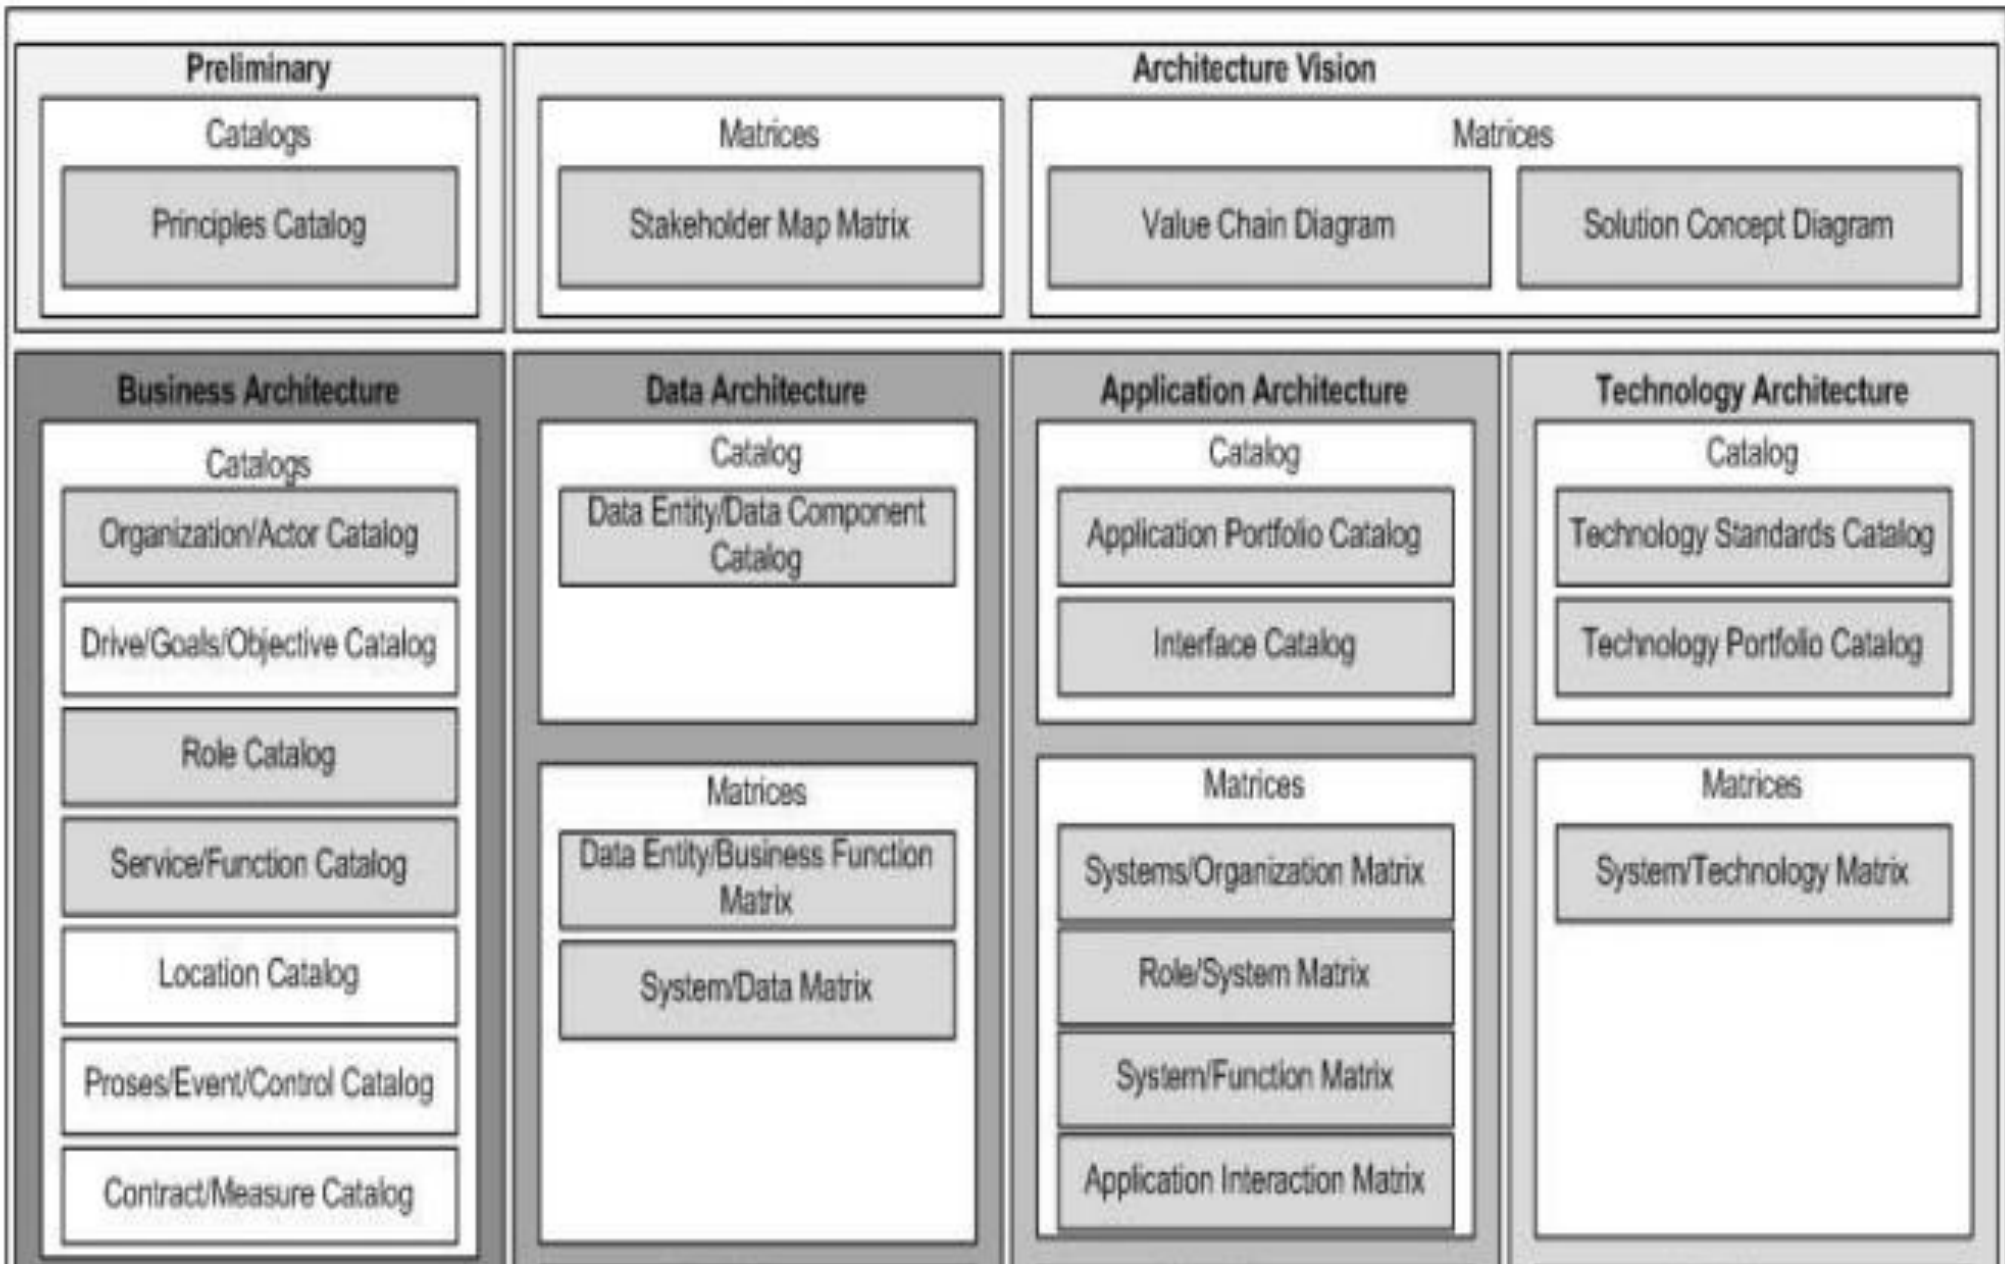 Preliminary
Catalogs
Principles Catalog
Architecture Vision
Matrices
Stakeholder Map Matrix
Matrices
Value Chain Diagram
Solution Concept Diagram
Business Architecture
Catalogs
Organization/Actor Catalog
Drive/Goals/Objective Catalog
Role Catalog
Service/Function Catalog
Location Catalog
Proses/Event/Control Catalog
Contract/Measure Catalog
Data Architecture
Catalog
Data Entity/Data Component
Catalog
Matrices
Data Entity/Business Function
Matrix
System/Data Matrix
Application Architecture
Catalog
Application Portfolio Catalog
Interface Catalog
Matrices
Systems/Organization Matrix
Role/System Matrix
System/Function Matrix
Application Interaction Matrix
Technology Architecture
Catalog
Technology Standards Catalog
Technology Portfolio Catalog
Matrices
System/Technology Matrix